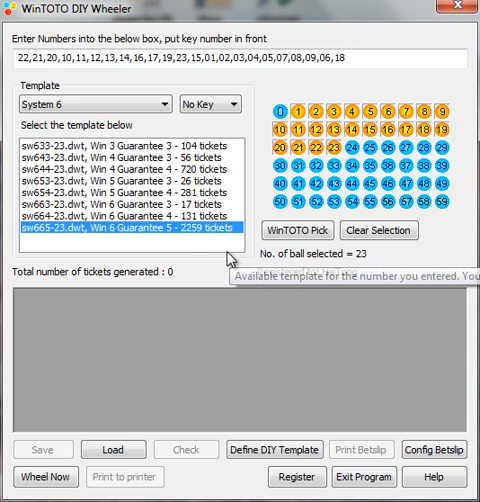 WinTOTO DIY Wheeler
Enter Numbers into the below box, put key number in front
22,21,20,10,11,12,13,14,16,17,19,23,15,01,02,03,04,05,07,08,09,06,18
Template
System 6
No Key
Select the template below
sw633-23.dwt, Win 3 Guarantee 3 - 104 tickets
sw643-23.dwt, Win 4 Guarantee 3 - 56 tickets
sw644-23.dwt, Win 4 Guarantee 4 - 720 tickets
sw653-23.dwt, Win 5 Guarantee 3 - 26 tickets
sw654-23.dwt, Win 5 Guarantee 4 - 281 tickets
sw663-23.dwt, Win 6 Guarantee 3 - 17 tickets
sw664-23.dwt, Win 6 Guarantee 4 - 131 tickets
sw665-23.dwt, Win 6 Guarantee 5 - 2259 tickets
0 1 2 3 4 5 6 7 8 9
10 11 12 13 14 15 16 17 18 19
20 21 22 23 24 25 26 27 28 29
30 31 32 33 34 35 36 37 38 39
40 41 42 43 44 45 46 47 48 49
50 51 52 53 54 55 56 57 58 59
WinTOTO Pick
Clear Selection
No. of ball selected = 23
Total number of tickets generated : 0
Available template for the number you entered. You
Save
Load
Check
Define DIY Template
Print Betslip
Config Betslip
Wheel Now
Print to printer
Register
Exit Program
Help